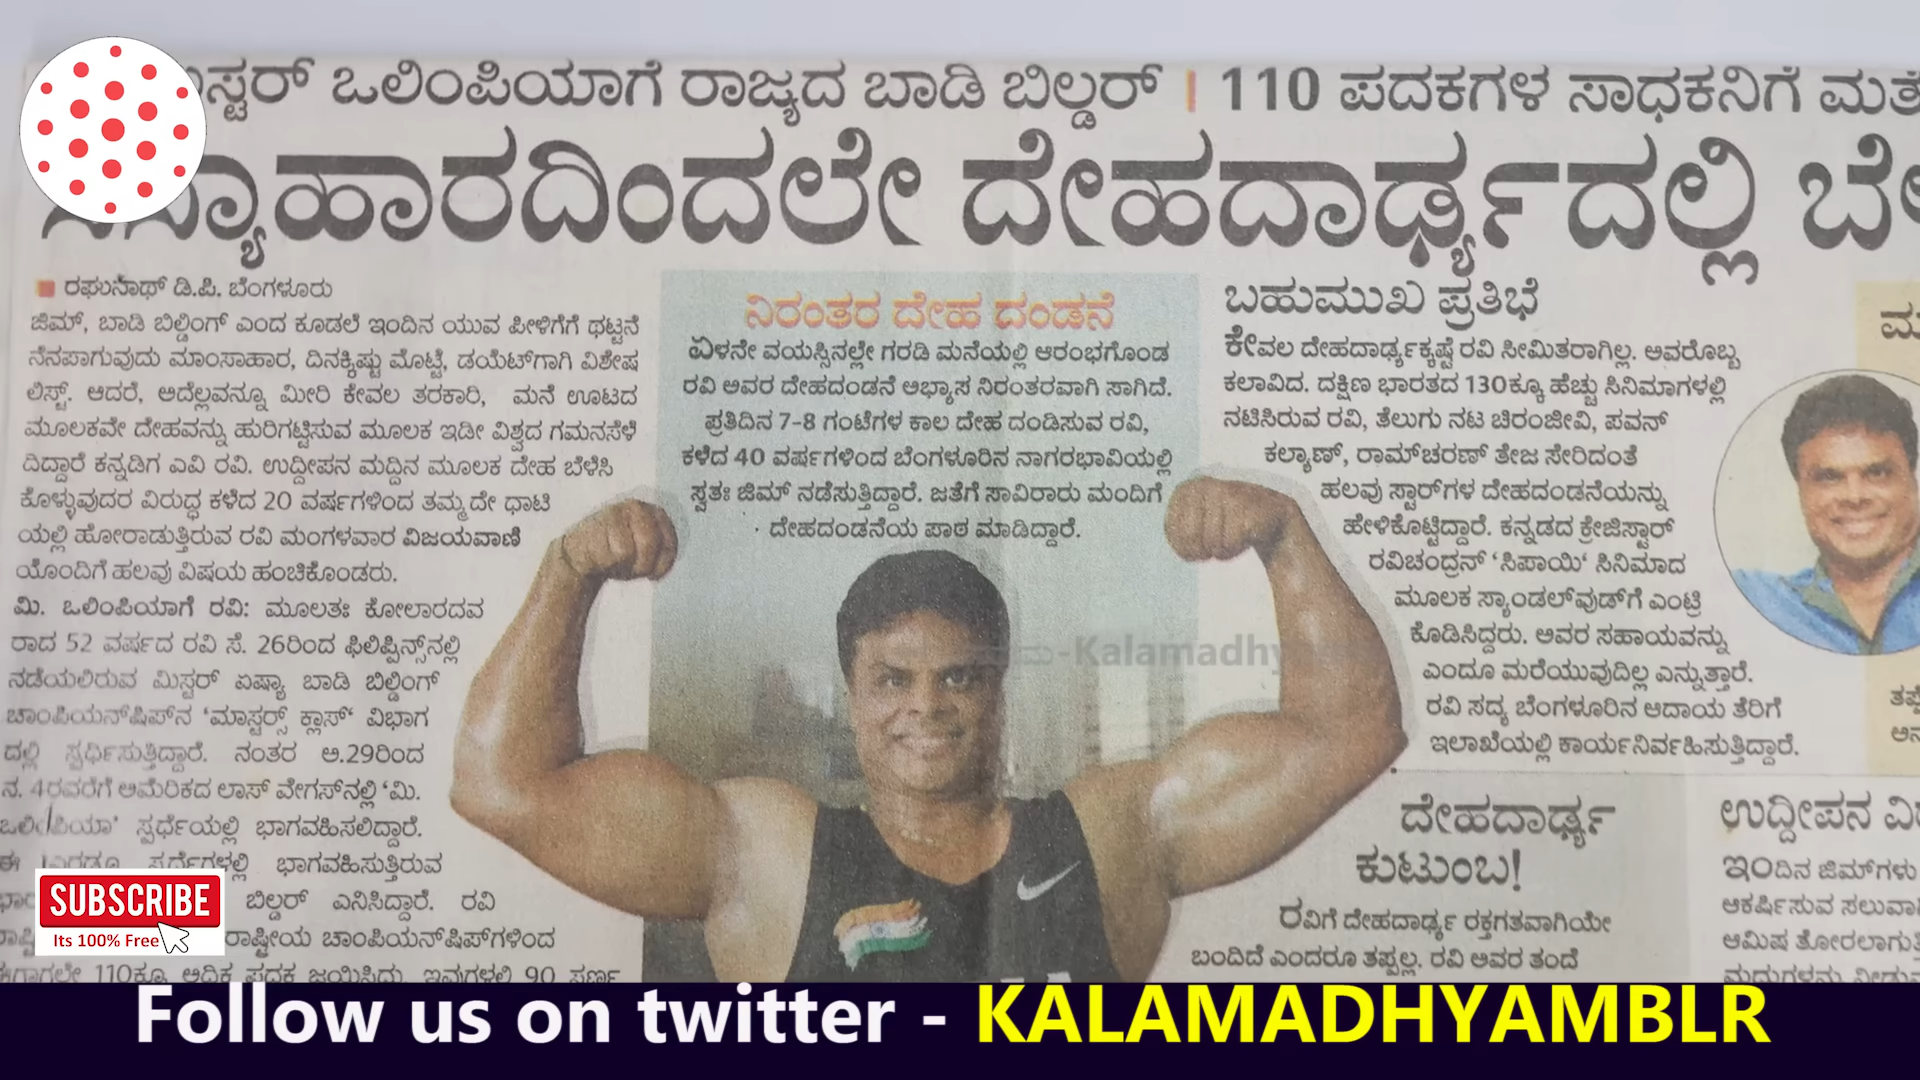 ಒಲಿಂಪಿಯಾಗೆ ರಾಜ್ಯದ ಬಾಡಿ ಬಿಲ್ಡರ್ | 110 ಪದಕಗಳ ಸಾಧಕನಿಗೆ
ದೇಹದಾರ್ಢ್ಯದಲ್ಲಿ
ರಘುನಾಥ್ ಡಿ.ಪಿ. ಬೆಂಗಳೂರು
ಜಿಮ್, ಬಾಡಿ ಬಿಲ್ಡಿಂಗ್ ಎಂದ ಕೂಡಲೆ ಇಂದಿನ ಯುವ ಪೀಳಿಗೆಗೆ ಥಟ್ಟನೆ
ನೆನಪಾಗುವುದು ಮಾಂಸಾಹಾರ, ದಿನಕ್ಕಿಷ್ಟು ಮೊಟ್ಟೆ, ಡಯೆಟ್‌ಗಾಗಿ ವಿಶೇಷ
ಲಿಸ್ಟ್. ಆದರೆ, ಅದೆಲ್ಲವನ್ನೂ ಮೀರಿ ಕೇವಲ ತರಕಾರಿ, ಮನೆ ಊಟದ
ಮೂಲಕವೇ ದೇಹವನ್ನು ಹುರಿಗಟ್ಟಿಸುವ ಮೂಲಕ ಇಡೀ ವಿಶ್ವದ ಗಮನಸೆಳೆ
ದಿದ್ದಾರೆ ಕನ್ನಡಿಗ ಎವಿ ರವಿ. ಉದ್ದೀಪನ ಮದ್ದಿನ ಮೂಲಕ ದೇಹ ಬೆಳೆಸಿ
ಕೊಳ್ಳುವುದರ ವಿರುದ್ಧ ಕಳೆದ 20 ವರ್ಷಗಳಿಂದ ತಮ್ಮದೇ ಧಾಟಿ
ಯಲ್ಲಿ ಹೋರಾಡುತ್ತಿರುವ ರವಿ ಮಂಗಳವಾರ ವಿಜಯವಾಣಿ
ಯೊಂದಿಗೆ ಹಲವು ವಿಷಯ ಹಂಚಿಕೊಂಡರು.
ಮಿ. ಒಲಿಂಪಿಯಾಗೆ ರವಿ: ಮೂಲತಃ ಕೋಲಾರದವ
ರಾದ 52 ವರ್ಷದ ರವಿ ಸೆ. 26ರಿಂದ ಫಿಲಿಪ್ಪಿನ್ಸ್‌ನಲ್ಲಿ
ನಡೆಯಲಿರುವ ಮಿಸ್ಟರ್ ಏಷ್ಯಾ ಬಾಡಿ ಬಿಲ್ಡಿಂಗ್
ಚಾಂಪಿಯನ್‌ಷಿಪ್‌ನ 'ಮಾಸ್ಟರ್ಸ್ ಕ್ಲಾಸ್' ವಿಭಾಗ
ದಲ್ಲಿ ಸ್ಪರ್ಧಿಸುತ್ತಿದ್ದಾರೆ. ನಂತರ ಅ.29ರಿಂದ
ನ. 4ರವರೆಗೆ ಅಮೆರಿಕದ ಲಾಸ್ ವೇಗಸ್‌ನಲ್ಲಿ 'ಮಿ.
ಒಲಿಂಪಿಯಾ' ಸ್ಪರ್ಧೆಯಲ್ಲಿ ಭಾಗವಹಿಸಲಿದ್ದಾರೆ.
ಈ ಸ್ಪರ್ಧೆಗಳಲ್ಲಿ ಭಾಗವಹಿಸುತ್ತಿರುವ
ಬಿಲ್ಡರ್ ಎನಿಸಿದ್ದಾರೆ. ರವಿ
ರಾಷ್ಟ್ರೀಯ ಚಾಂಪಿಯನ್‌ಷಿಪ್‌ಗಳಿಂದ
110ಕ್ಕೂ ಅಧಿಕ ಪದಕ ಜಯಿಸಿದ್ದು, ಇವುಗಳಲ್ಲಿ 90 ಸ್ವರ್ಣ
ನಿರಂತರ ದೇಹ ದಂಡನೆ
ಏಳನೇ ವಯಸ್ಸಿನಲ್ಲೇ ಗರಡಿ ಮನೆಯಲ್ಲಿ ಆರಂಭಗೊಂಡ
ರವಿ ಅವರ ದೇಹದಂಡನೆ ಅಭ್ಯಾಸ ನಿರಂತರವಾಗಿ ಸಾಗಿದೆ.
ಪ್ರತಿದಿನ 7-8 ಗಂಟೆಗಳ ಕಾಲ ದೇಹ ದಂಡಿಸುವ ರವಿ,
ಕಳೆದ 40 ವರ್ಷಗಳಿಂದ ಬೆಂಗಳೂರಿನ ನಾಗರಭಾವಿಯಲ್ಲಿ
ಸ್ವತಃ ಜಿಮ್ ನಡೆಸುತ್ತಿದ್ದಾರೆ. ಜತೆಗೆ ಸಾವಿರಾರು ಮಂದಿಗೆ
ದೇಹದಂಡನೆಯ ಪಾಠ ಮಾಡಿದ್ದಾರೆ.
ಬಹುಮುಖ ಪ್ರತಿಭೆ
ಕೇವಲ ದೇಹದಾರ್ಢ್ಯಕ್ಕಷ್ಟೆ ರವಿ ಸೀಮಿತರಾಗಿಲ್ಲ. ಅವರೊಬ್ಬ
ಕಲಾವಿದ. ದಕ್ಷಿಣ ಭಾರತದ 130ಕ್ಕೂ ಹೆಚ್ಚು ಸಿನಿಮಾಗಳಲ್ಲಿ
ನಟಿಸಿರುವ ರವಿ, ತೆಲುಗು ನಟ ಚಿರಂಜೀವಿ, ಪವನ್
ಕಲ್ಯಾಣ್, ರಾಮ್‌ಚರಣ್ ತೇಜ ಸೇರಿದಂತೆ
ಹಲವು ಸ್ಟಾರ್‌ಗಳ ದೇಹದಂಡನೆಯನ್ನು
ಹೇಳಿಕೊಟ್ಟಿದ್ದಾರೆ. ಕನ್ನಡದ ಕ್ರೇಜಿಸ್ಟಾರ್
ರವಿಚಂದ್ರನ್ 'ಸಿಪಾಯಿ' ಸಿನಿಮಾದ
ಮೂಲಕ ಸ್ಯಾಂಡಲ್‌ವುಡ್‌ಗೆ ಎಂಟ್ರಿ
ಕೊಡಿಸಿದ್ದರು. ಅವರ ಸಹಾಯವನ್ನು
ಎಂದೂ ಮರೆಯುವುದಿಲ್ಲ ಎನ್ನುತ್ತಾರೆ.
ರವಿ ಸದ್ಯ ಬೆಂಗಳೂರಿನ ಆದಾಯ ತೆರಿಗೆ
ಇಲಾಖೆಯಲ್ಲಿ ಕಾರ್ಯನಿರ್ವಹಿಸುತ್ತಿದ್ದಾರೆ.
ದೇಹದಾರ್ಢ್ಯ
ಕುಟುಂಬ!
ರವಿಗೆ ದೇಹದಾರ್ಢ್ಯ ರಕ್ತಗತವಾಗಿಯೇ
ಬಂದಿದೆ ಎಂದರೂ ತಪ್ಪಲ್ಲ. ರವಿ ಅವರ ತಂದೆ
ಉದ್ದೀಪನ
ಇಂದಿನ ಜಿಮ್‌ಗಳು
ಆಕರ್ಷಿಸುವ
ಆಮಿಷ
SUBSCRIBE
Its 100% Free
Follow us on twitter - KALAMADHYAMBLR